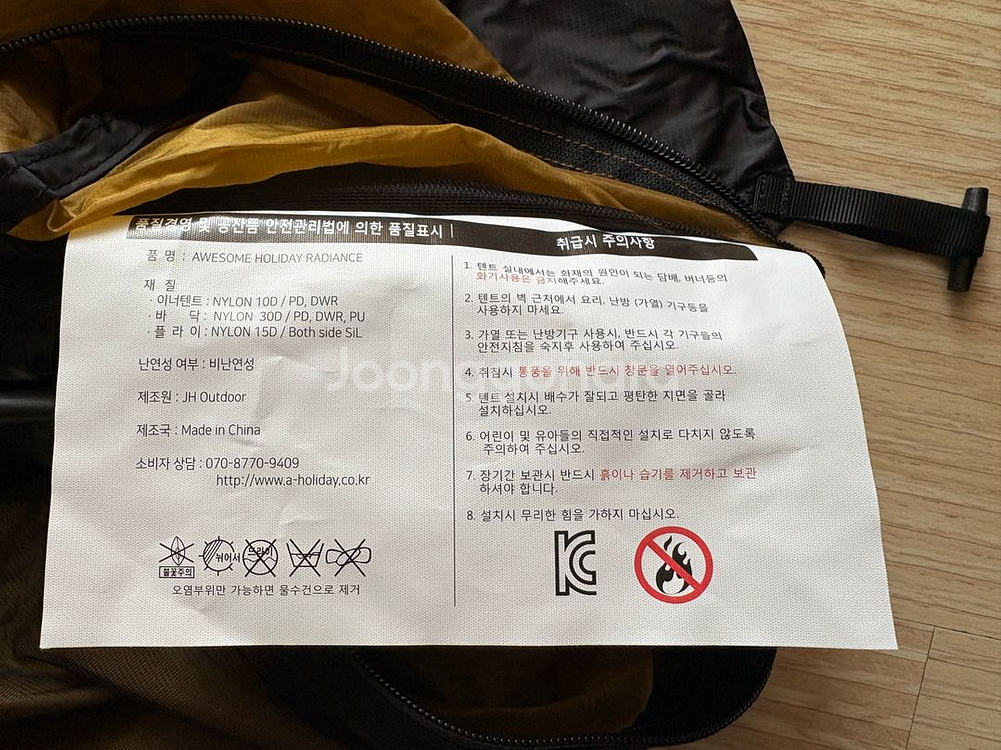 품질경영 및 공산품 안전관리법에 의한 품질표시
품 명 : AWESOME HOLIDAY RADIANCE
재 질
· 이너텐트 : NYLON 10D / PD, DWR
· 바 닥 : NYLON 30D / PD, DWR, PU
· 플 라 이 : NYLON 15D / Both side SiL
난연성 여부 : 비난연성
제조원 : JH Outdoor
제조국 : Made in China
소비자 상담 : 070-8770-9409
http://www.a-holiday.co.kr
불꽃주의
뉘어서
드라이
오염부위만 가능하면 물수건으로 제거
취급시 주의사항
1. 텐트 실내에서는 화재의 원인이 되는 담배, 버너등의
화기사용은 금지해주세요.
2. 텐트의 벽 근처에서 요리, 난방 (가열) 기구등을
사용하지 마세요.
3. 가열 또는 난방기구 사용시, 반드시 각 기구들의
안전지침을 숙지후 사용하여 주십시오.
4. 취침시 통풍을 위해 반드시 창문을 열어주십시오.
5. 텐트 설치시 배수가 잘되고 평탄한 지면을 골라
설치하십시오.
6. 어린이 및 유아들의 직접적인 설치로 다치지 않도록
주의하여 주십시오.
7. 장기간 보관시 반드시 흙이나 습기를 제거하고 보관
하셔야 합니다.
8. 설치시 무리한 힘을 가하지 마십시오.
KC
Joongdongna